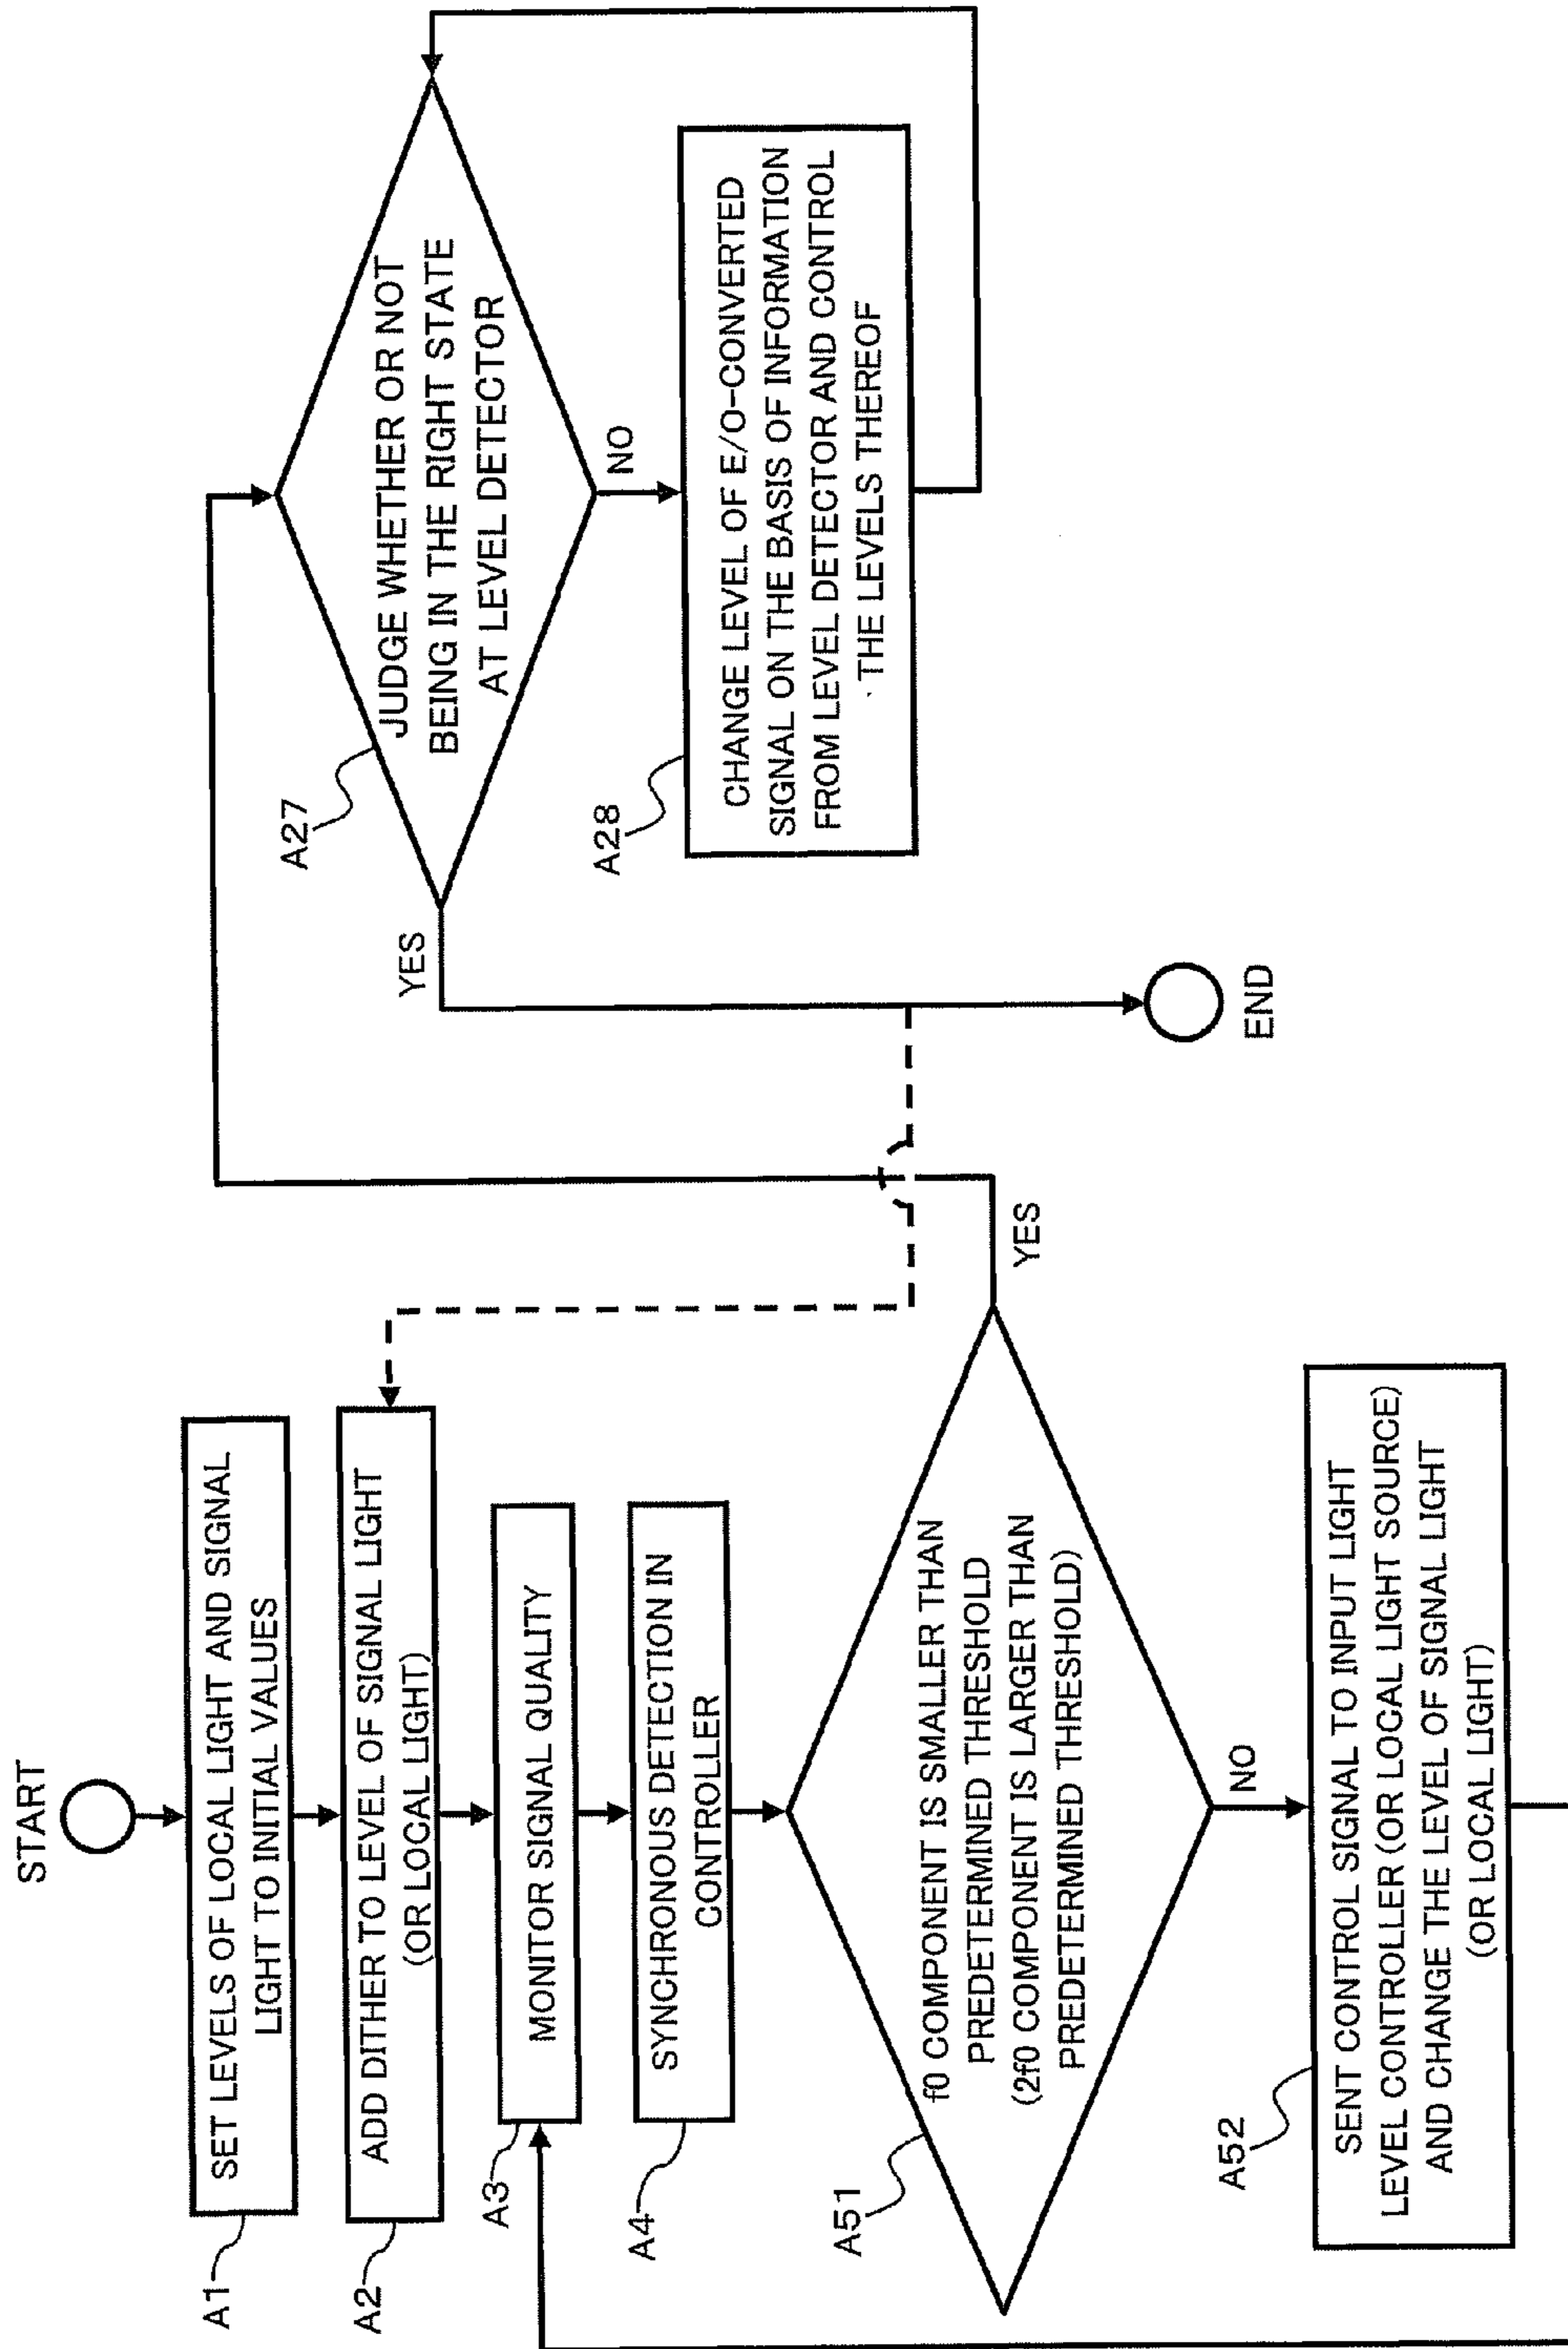 START
A1
SET LEVELS OF LOCAL LIGHT AND SIGNAL
LIGHT TO INITIAL VALUES
A2
ADD DITHER TO LEVEL OF SIGNAL LIGHT
(OR LOCAL LIGHT)
A3
MONITOR SIGNAL QUALITY
A4
SYNCHRONOUS DETECTION IN
CONTROLLER
A51
f0 COMPONENT IS SMALLER THAN
PREDETERMINED THRESHOLD
(2f0 COMPONENT IS LARGER THAN
PREDETERMINED THRESHOLD)
YES
NO
A52
SENT CONTROL SIGNAL TO INPUT LIGHT
LEVEL CONTROLLER (OR LOCAL LIGHT SOURCE)
AND CHANGE THE LEVEL OF SIGNAL LIGHT
(OR LOCAL LIGHT)
A27
JUDGE WHETHER OR NOT
BEING IN THE RIGHT STATE
AT LEVEL DETECTOR
YES
NO
A28
CHANGE LEVEL OF E/O-CONVERTED
SIGNAL ON THE BASIS OF INFORMATION
FROM LEVEL DETECTOR AND CONTROL
THE LEVELS THEREOF
END